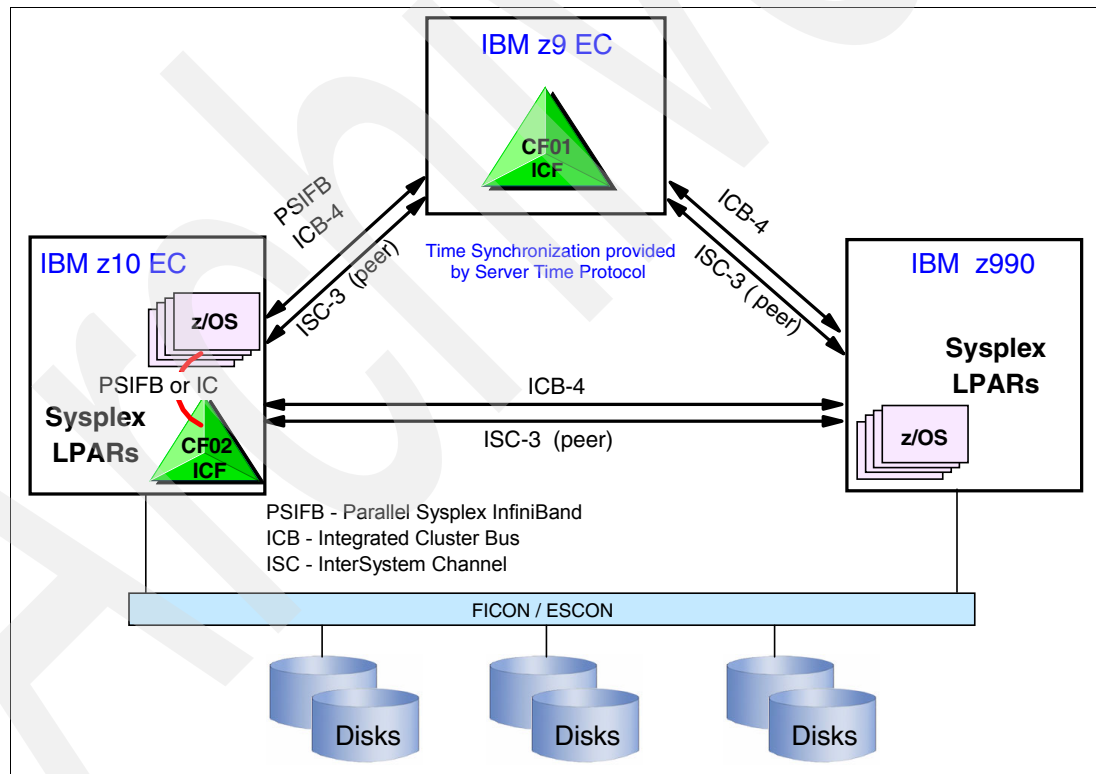 IBM z9 EC
CF01
ICF
PSIFB
ICB-4
ISC-3 (peer)
Time Synchronization provided
by Server Time Protocol
ICB-4
ISC-3 ( peer)
IBM z10 EC
z/OS
PSIFB or IC
Sysplex
LPARs
CF02
ICF
ICB-4
ISC-3 (peer)
IBM z990
Sysplex
LPARs
z/OS
PSIFB - Parallel Sysplex InfiniBand
ICB - Integrated Cluster Bus
ISC - InterSystem Channel
FICON / ESCON
Disks
Disks
Disks